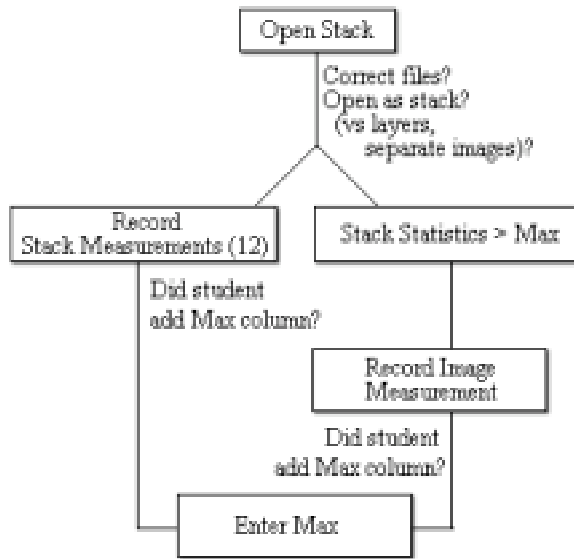 Open Stack
Correct files?
Open as stack?
(vs layers,
separate images)?
Record
Stack Measurements (12)
Stack Statistics > Max
Did student
add Max column?
Record Image
Measurement
Did student
add Max column?
Enter Max